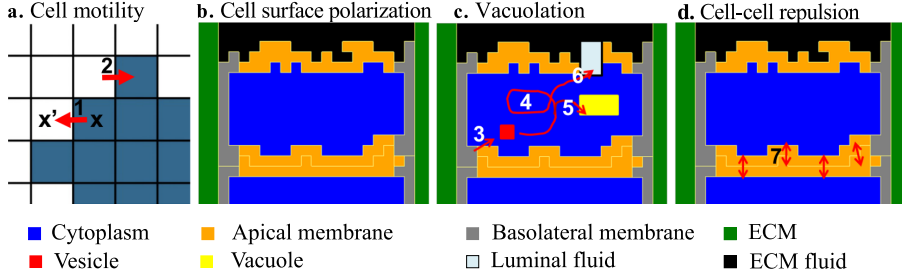 a. Cell motility
b. Cell surface polarization
c. Vacuolation
d. Cell-cell repulsion
2
1
x' x
6
4
5
3
7
Cytoplasm Apical membrane Basolateral membrane ECM
Vesicle Vacuole Luminal fluid ECM fluid